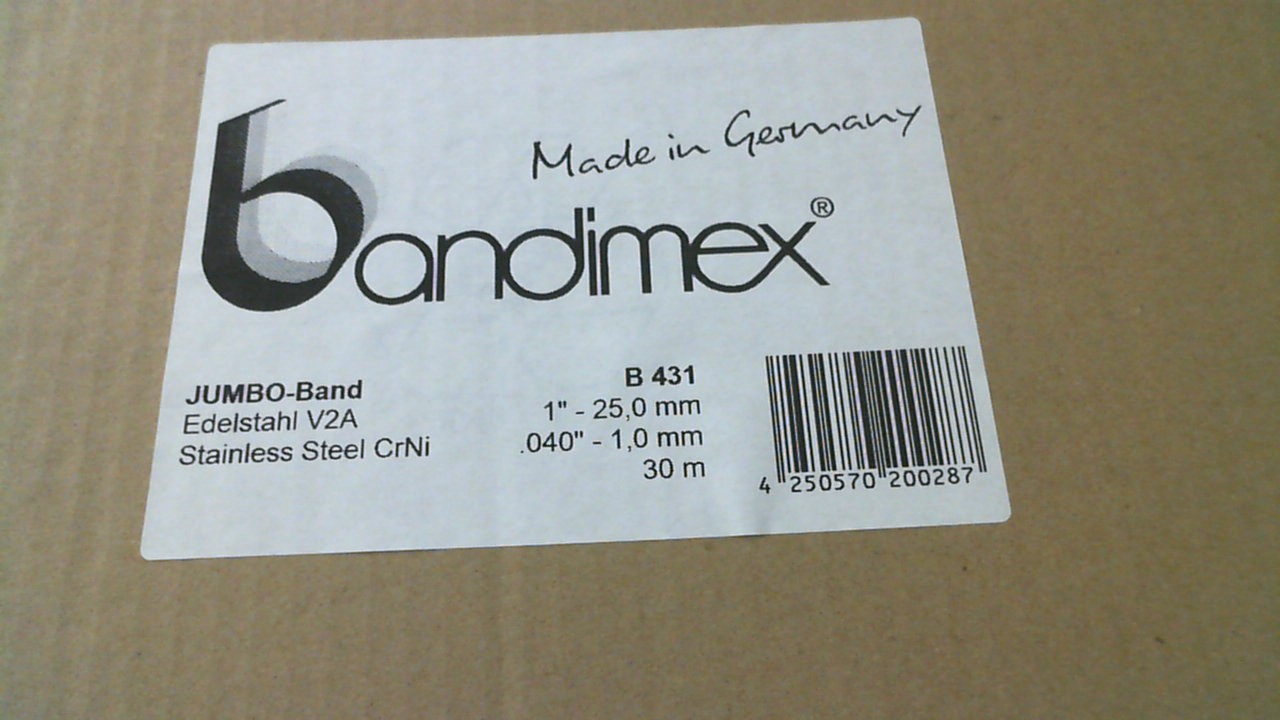 Made in Germany
bandimex®
JUMBO-Band
Edelstahl V2A
Stainless Steel CrNi
B 431
1" - 25,0 mm
.040" - 1,0 mm
30 m
4 250570 200287